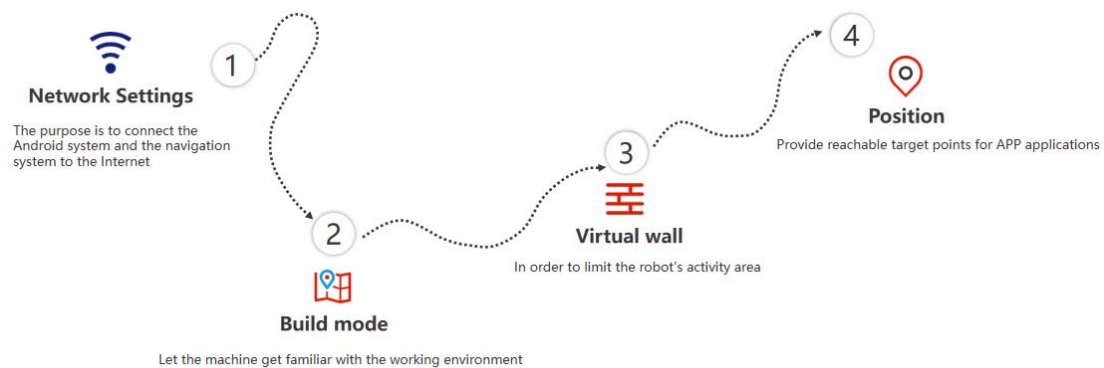 1
Network Settings
The purpose is to connect the
Android system and the navigation
system to the Internet
2
Build mode
Let the machine get familiar with the working environment
3
Virtual wall
In order to limit the robot's activity area
4
Position
Provide reachable target points for APP applications